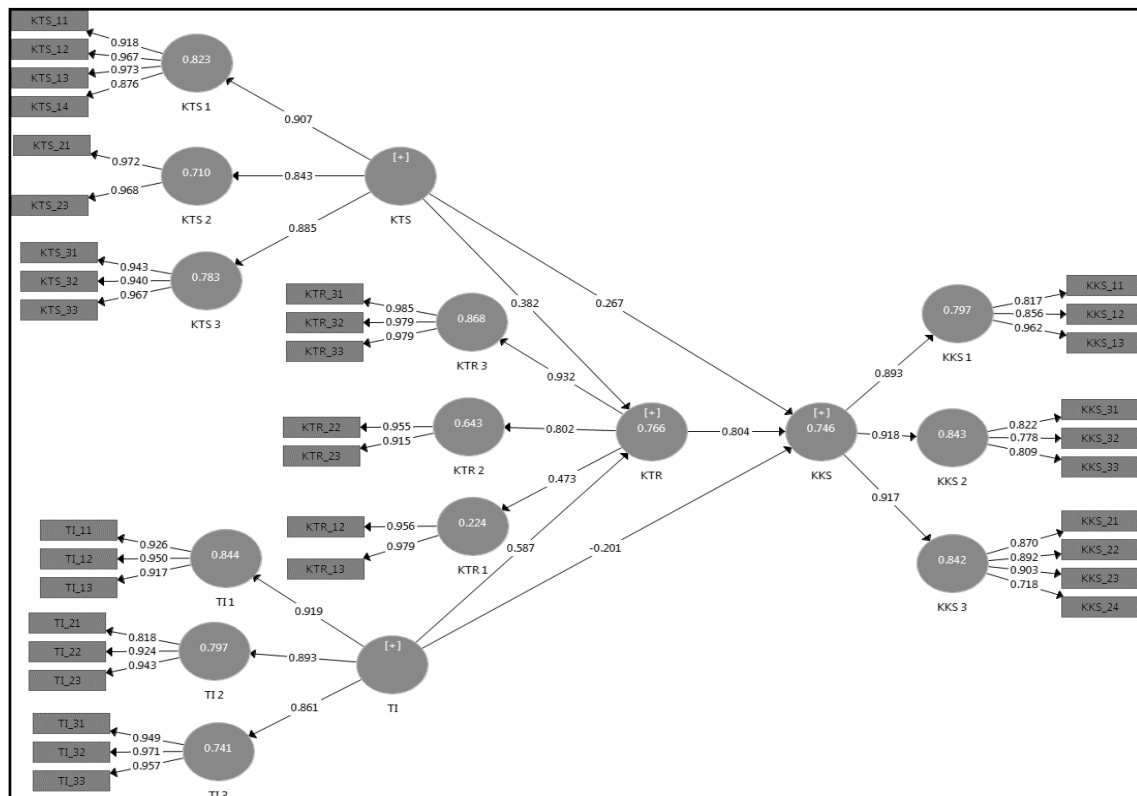 KTS_11
KTS_12
KTS_13
KTS_14
0.918
0.967
0.973
0.876
0.823
KTS 1
0.907
KTS_21
KTS_23
0.972
0.968
0.710
KTS 2
0.843
[+]
KTS
KTS_31
KTS_32
KTS_33
0.943
0.940
0.967
0.783
KTS 3
0.885
0.382
0.267
KTR_31
KTR_32
KTR_33
0.985
0.979
0.979
0.868
KTR 3
0.932
KTR_22
KTR_23
0.955
0.915
0.643
KTR 2
0.802
[+]
0.766
KTR
0.804
KTR_12
KTR_13
0.956
0.979
0.224
KTR 1
0.473
0.587
-0.201
[+]
0.746
KKS
0.893
0.918
0.917
0.797
KKS 1
0.817
0.856
0.962
KKS_11
KKS_12
KKS_13
0.843
KKS 2
0.822
0.778
0.809
KKS_31
KKS_32
KKS_33
0.842
KKS 3
0.870
0.892
0.903
0.718
KKS_21
KKS_22
KKS_23
KKS_24
TI_11
TI_12
TI_13
0.926
0.950
0.917
0.844
TI 1
0.919
TI_21
TI_22
TI_23
0.818
0.924
0.943
0.797
TI 2
0.893
[+]
TI
TI_31
TI_32
TI_33
0.949
0.971
0.957
0.741
TI 3
0.861